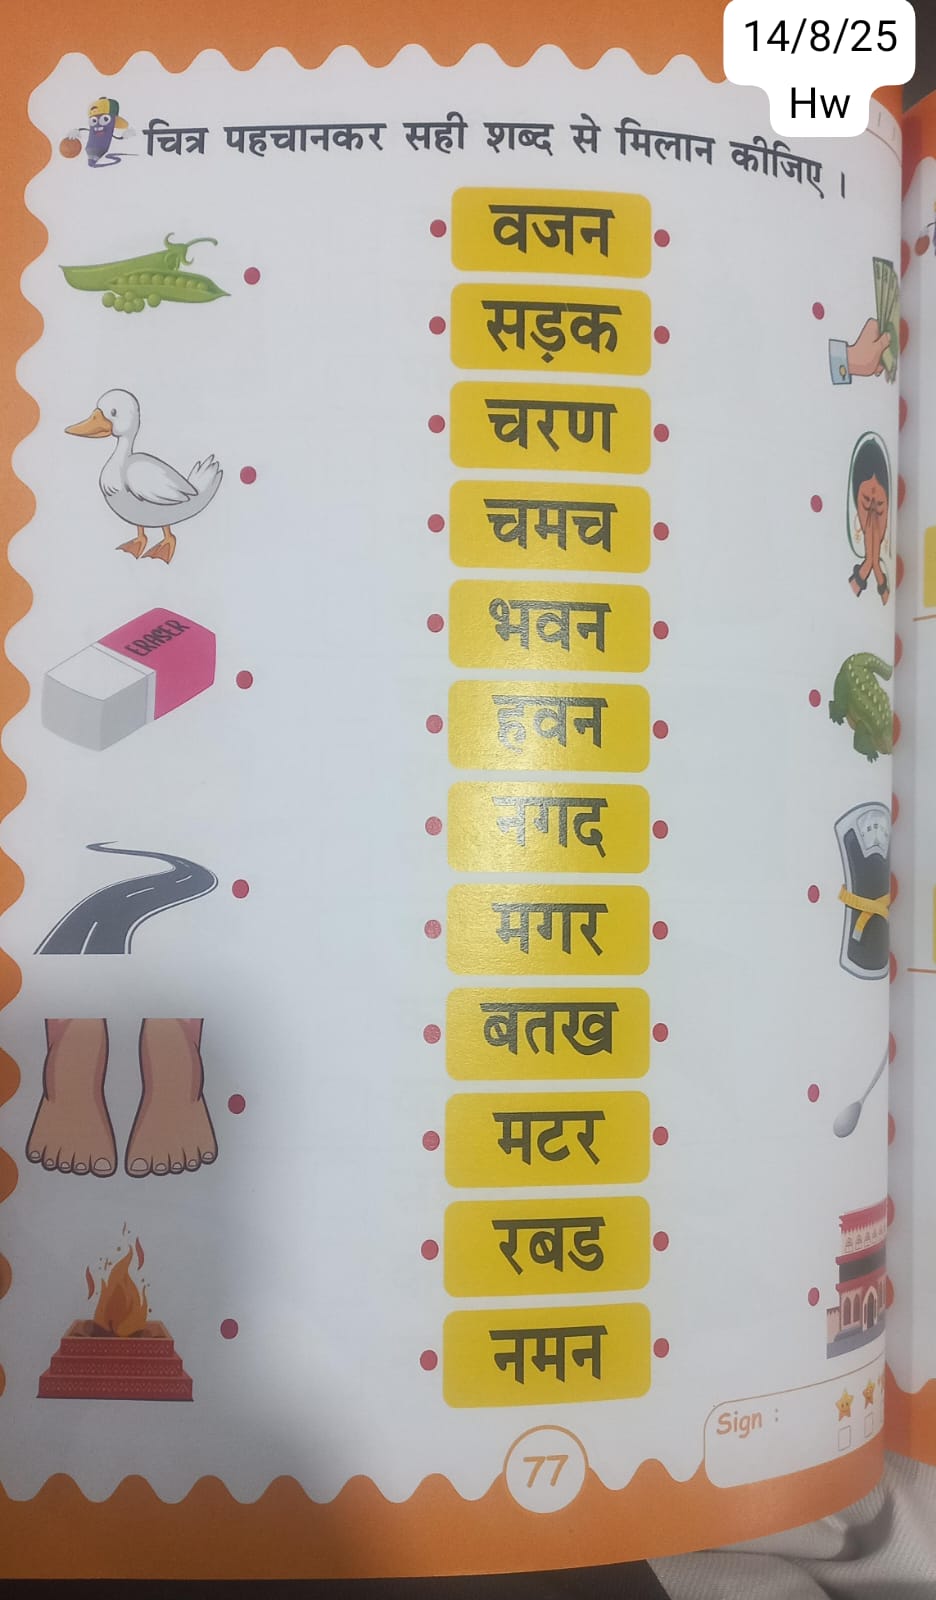 14/8/25
Hw
चित्र पहचानकर सही शब्द से मिलान कीजिए ।
वजन
सड़क
चरण
चमच
भवन
हवन
नगद
मगर
बतख
मटर
रबड
नमन
ERASER
Sign :
77